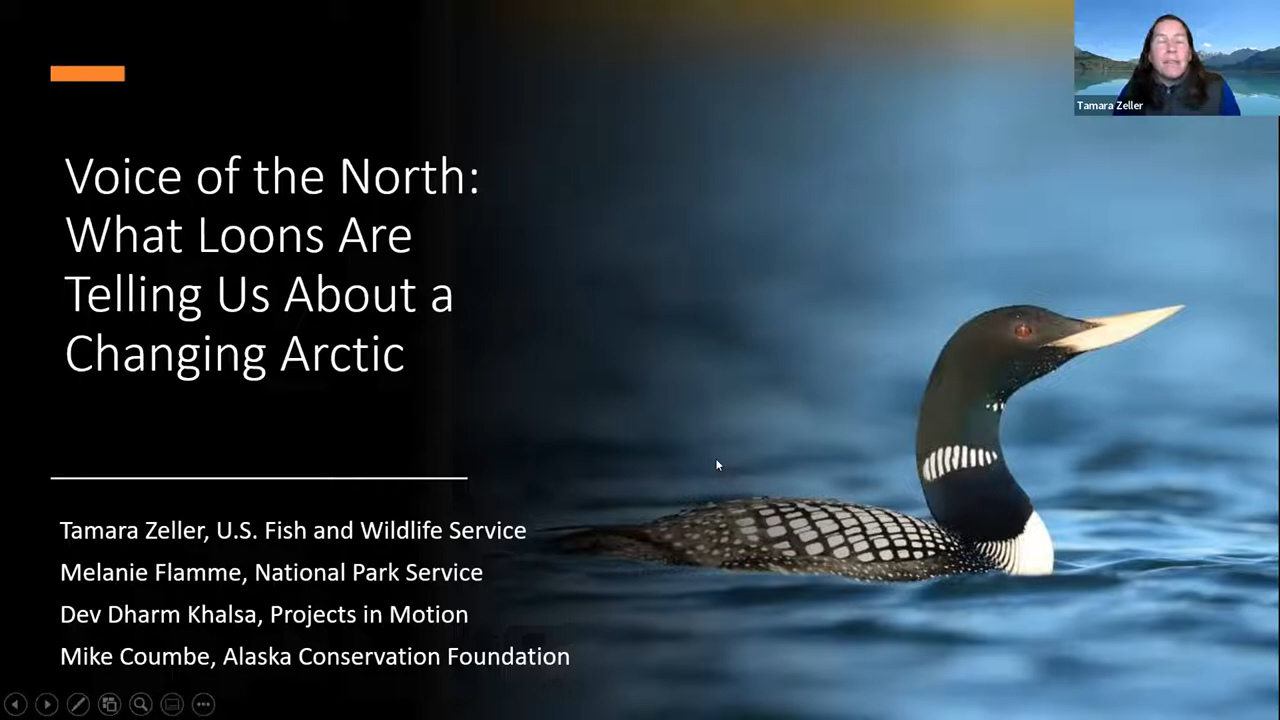 Tamara Zeller
Voice of the North:
What Loons Are
Telling Us About a
Changing Arctic
Tamara Zeller, U.S. Fish and Wildlife Service
Melanie Flamme, National Park Service
Dev Dharm Khalsa, Projects in Motion
Mike Coumbe, Alaska Conservation Foundation